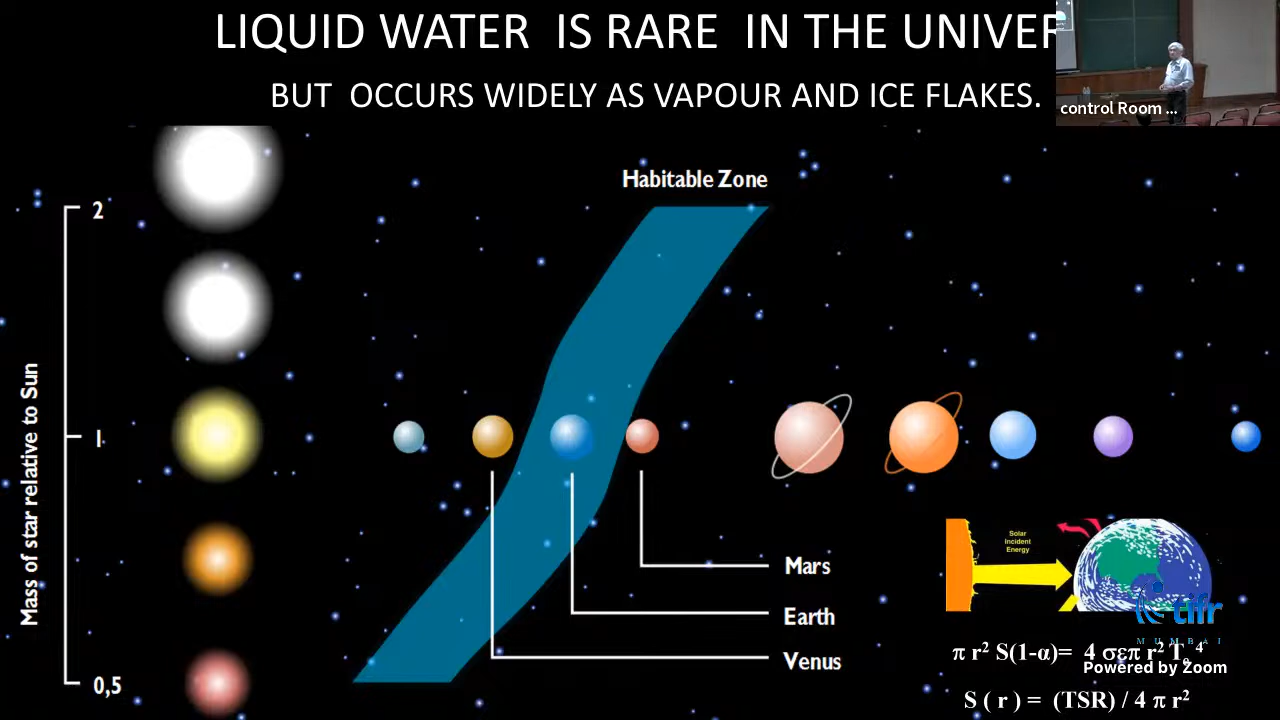 LIQUID WATER IS RARE IN THE UNIVER
BUT OCCURS WIDELY AS VAPOUR AND ICE FLAKES.
control Room ...
Habitable Zone
2
1
0,5
Mass of star relative to Sun
Mars
Earth
Venus
Solar
Incident
Energy
tifr
MUMBAI
π r² S(1-α)= 4 σεπ r² Tₑ⁴
Powered by Zoom
S ( r ) = (TSR) / 4 π r²